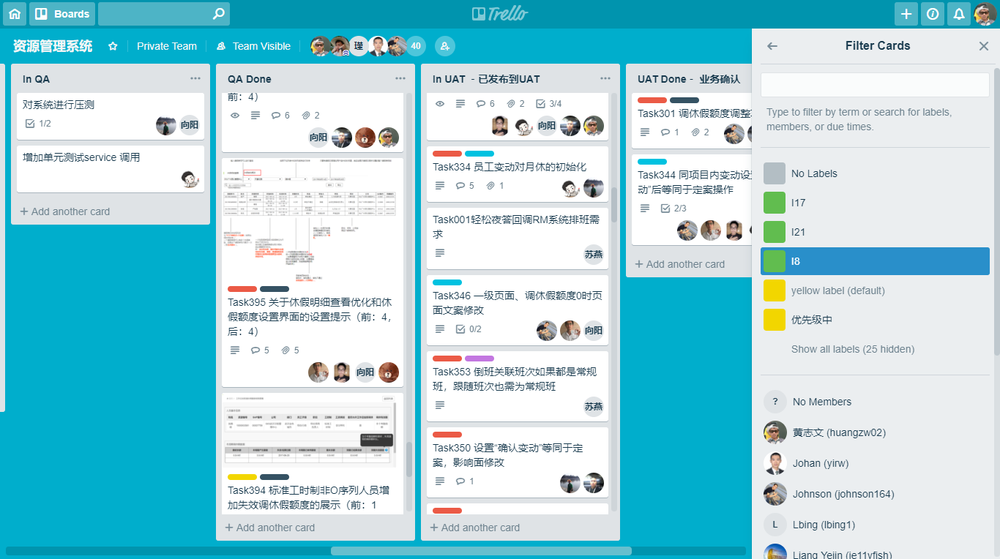 Boards
Trello
资源管理系统
Private Team
Team Visible
瑾
40
In QA
对系统进行压测
1/2
向阳
增加单元测试service 调用
+ Add another card
QA Done
前：4）
6
2
向阳
Task395 关于休假明细查看优化和休
假额度设置界面的设置提示（前：4，
后：4）
5
5
向阳
Task394 标准工时制非O序列人员增
加失效调休假额度的展示（前：1
+ Add another card
In UAT - 已发布到UAT
6
2
3/4
向阳
Task334 员工变动对月休的初始化
5
1
Task001轻松夜答回调RM系统排班需
求
苏燕
Task346 一级页面、调休假额度0时页
面文案修改
0/2
向阳
Task353 倒班关联班次如果都是常规
班，跟随班次也需为常规班
苏燕
Task350 设置“确认变动”等同于定
案，影响面修改
1
+ Add another card
UAT Done - 业务确认
Task301 调休假额度调整
1
2
Task344 同项目内变动设
动”后等同于定案操作
2/3
+ Add another card
Filter Cards
Type to filter by term or search for labels,
members, or due times.
No Labels
I17
I21
I8
yellow label (default)
优先级中
Show all labels (25 hidden)
? No Members
黄志文 (huangzw02)
Johan (yirw)
Johnson (johnson164)
L Lbing (lbing1)
Liang Yejin (je11yfish)